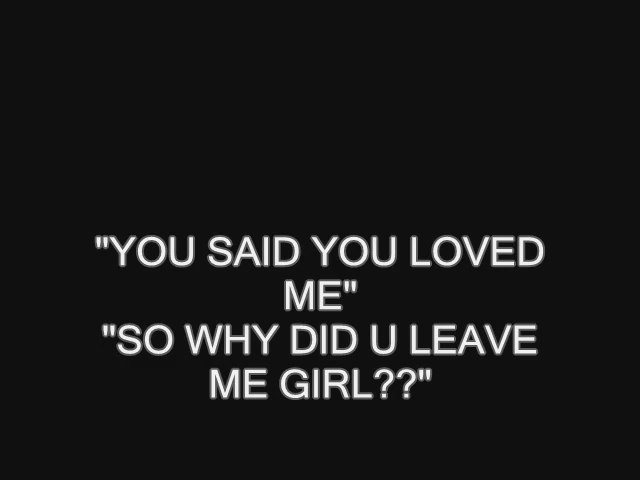 "YOU SAID YOU LOVED
ME"
"SO WHY DID U LEAVE
ME GIRL??"